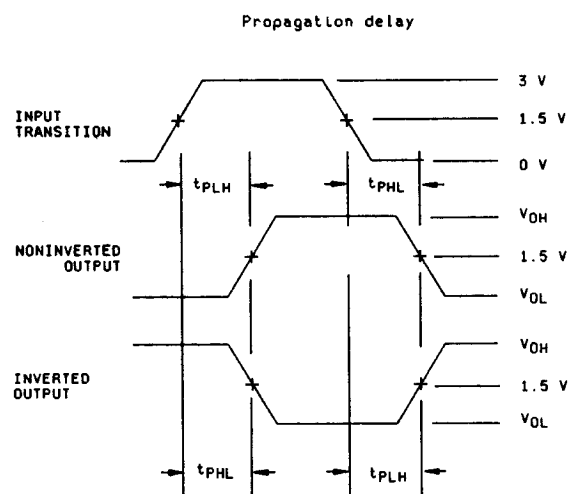 Propagation delay
3 V
INPUT
TRANSITION
1.5 V
0 V
tPLH
tPHL
VOH
NONINVERTED
OUTPUT
1.5 V
VOL
VOH
INVERTED
OUTPUT
1.5 V
VOL
tPHL
tPLH